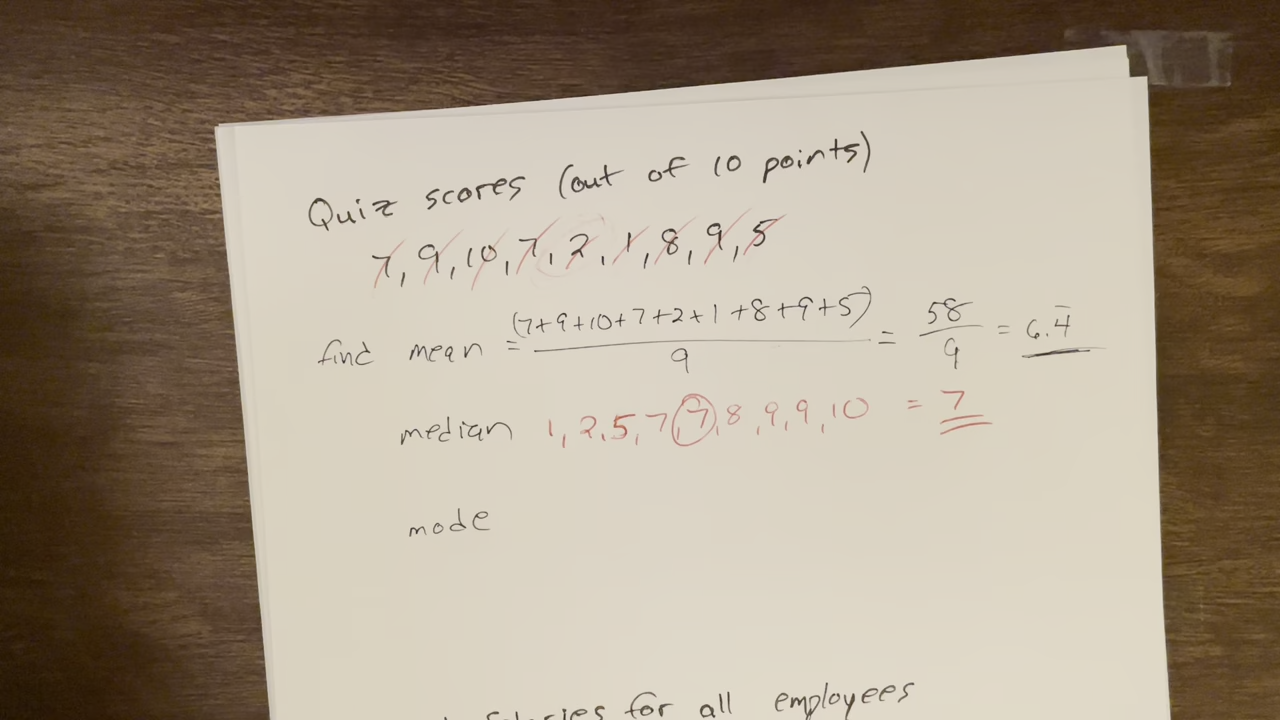 Quiz scores (out of 10 points)
7, 9, 10, 7, 2, 1, 8, 9, 5
find mean = (7+9+10+7+2+1+8+9+5) / 9 = 58 / 9 = 6.4̅
median 1, 2, 5, 7, 7, 8, 9, 9, 10 = 7
mode
salaries for all employees